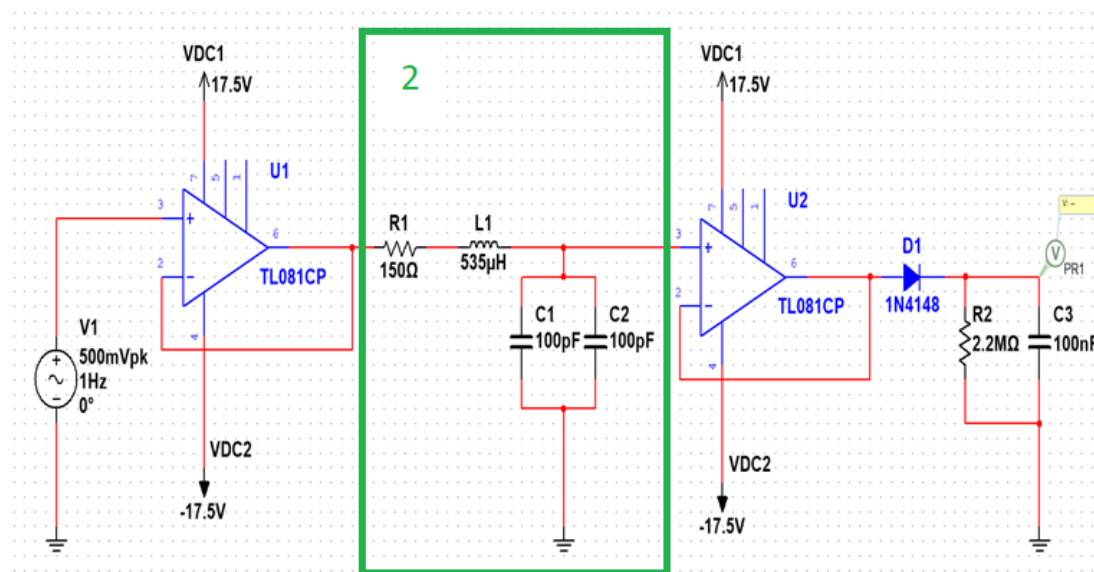 2
VDC1
17.5V
U1
7
5
1
3
+
2
-
6
4
TL081CP
V1
500mVpk
1Hz
0°
+
~
-
VDC2
-17.5V
R1
150Ω
L1
535µH
C1
100pF
C2
100pF
VDC1
17.5V
U2
7
5
1
3
+
2
-
6
4
TL081CP
VDC2
-17.5V
D1
1N4148
R2
2.2MΩ
C3
100nF
V: --
V
PR1